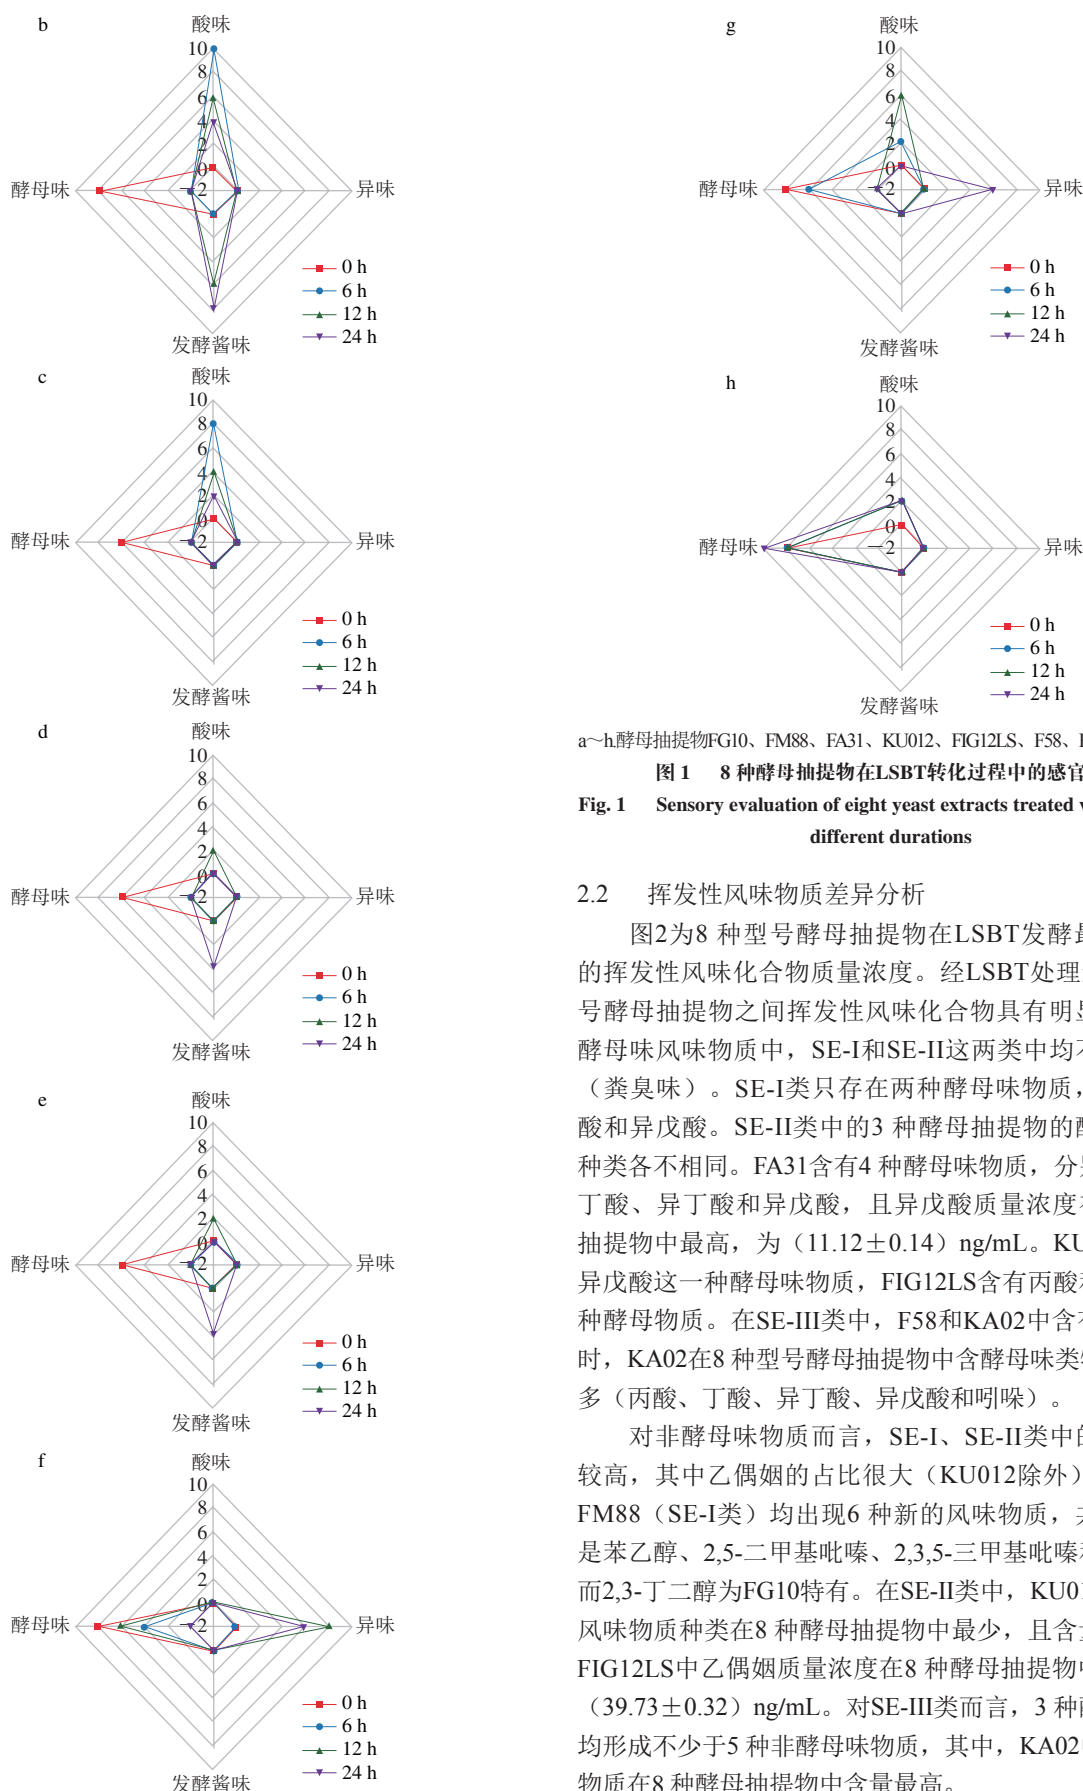 b
酸味
10
8
6
4
2
0
−2
酵母味
异味
发酵酱味
0 h
6 h
12 h
24 h
c
酸味
10
8
6
4
2
0
−2
酵母味
异味
发酵酱味
0 h
6 h
12 h
24 h
d
酸味
10
8
6
4
2
0
−2
酵母味
异味
发酵酱味
0 h
6 h
12 h
24 h
e
酸味
10
8
6
4
2
0
−2
酵母味
异味
发酵酱味
0 h
6 h
12 h
24 h
f
酸味
10
8
6
4
2
0
−2
酵母味
异味
发酵酱味
0 h
6 h
12 h
24 h
g
酸味
10
8
6
4
2
0
−2
酵母味
异味
发酵酱味
0 h
6 h
12 h
24 h
h
酸味
10
8
6
4
2
0
−2
酵母味
异味
发酵酱味
0 h
6 h
12 h
24 h
a～h.酵母抽提物FG10、FM88、FA31、KU012、FIG12LS、F58、
图 1 8 种酵母抽提物在LSBT转化过程中的感官
Fig. 1 Sensory evaluation of eight yeast extracts treated
different durations
2.2 挥发性风味物质差异分析
图2为8 种型号酵母抽提物在LSBT发酵
的挥发性风味化合物质量浓度。经LSBT处理
号酵母抽提物之间挥发性风味化合物具有明
酵母味风味物质中，SE-I和SE-II这两类中均
（粪臭味）。SE-I类只存在两种酵母味物质，
酸和异戊酸。SE-II类中的3 种酵母抽提物的
种类各不相同。FA31含有4 种酵母味物质，分
丁酸、异丁酸和异戊酸，且异戊酸质量浓度
抽提物中最高，为（11.12±0.14）ng/mL。KU
异戊酸这一种酵母味物质，FIG12LS含有丙酸
种酵母物质。在SE-III类中，F58和KA02中含
时，KA02在8 种型号酵母抽提物中含酵母味类
多（丙酸、丁酸、异丁酸、异戊酸和吲哚）。
对非酵母味物质而言，SE-I、SE-II类中的
较高，其中乙偶姻的占比很大（KU012除外）
FM88（SE-I类）均出现6 种新的风味物质，
是苯乙醇、2,5-二甲基吡嗪、2,3,5-三甲基吡嗪
而2,3-丁二醇为FG10特有。在SE-II类中，KU01
风味物质种类在8 种酵母抽提物中最少，且含
FIG12LS中乙偶姻质量浓度在8 种酵母抽提物
（39.73±0.32）ng/mL。对SE-III类而言，3 种
均形成不少于5 种非酵母味物质，其中，KA02
物质在8 种酵母抽提物中含量最高。